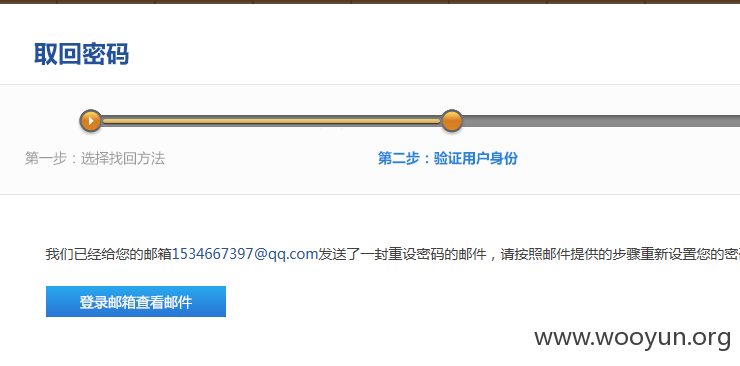 取回密码
第一步：选择找回方法
第二步：验证用户身份
我们已经给您的邮箱1534667397@qq.com发送了一封重设密码的邮件，请按照邮件提供的步骤重新设置您的密
登录邮箱查看邮件
www.wooyun.org